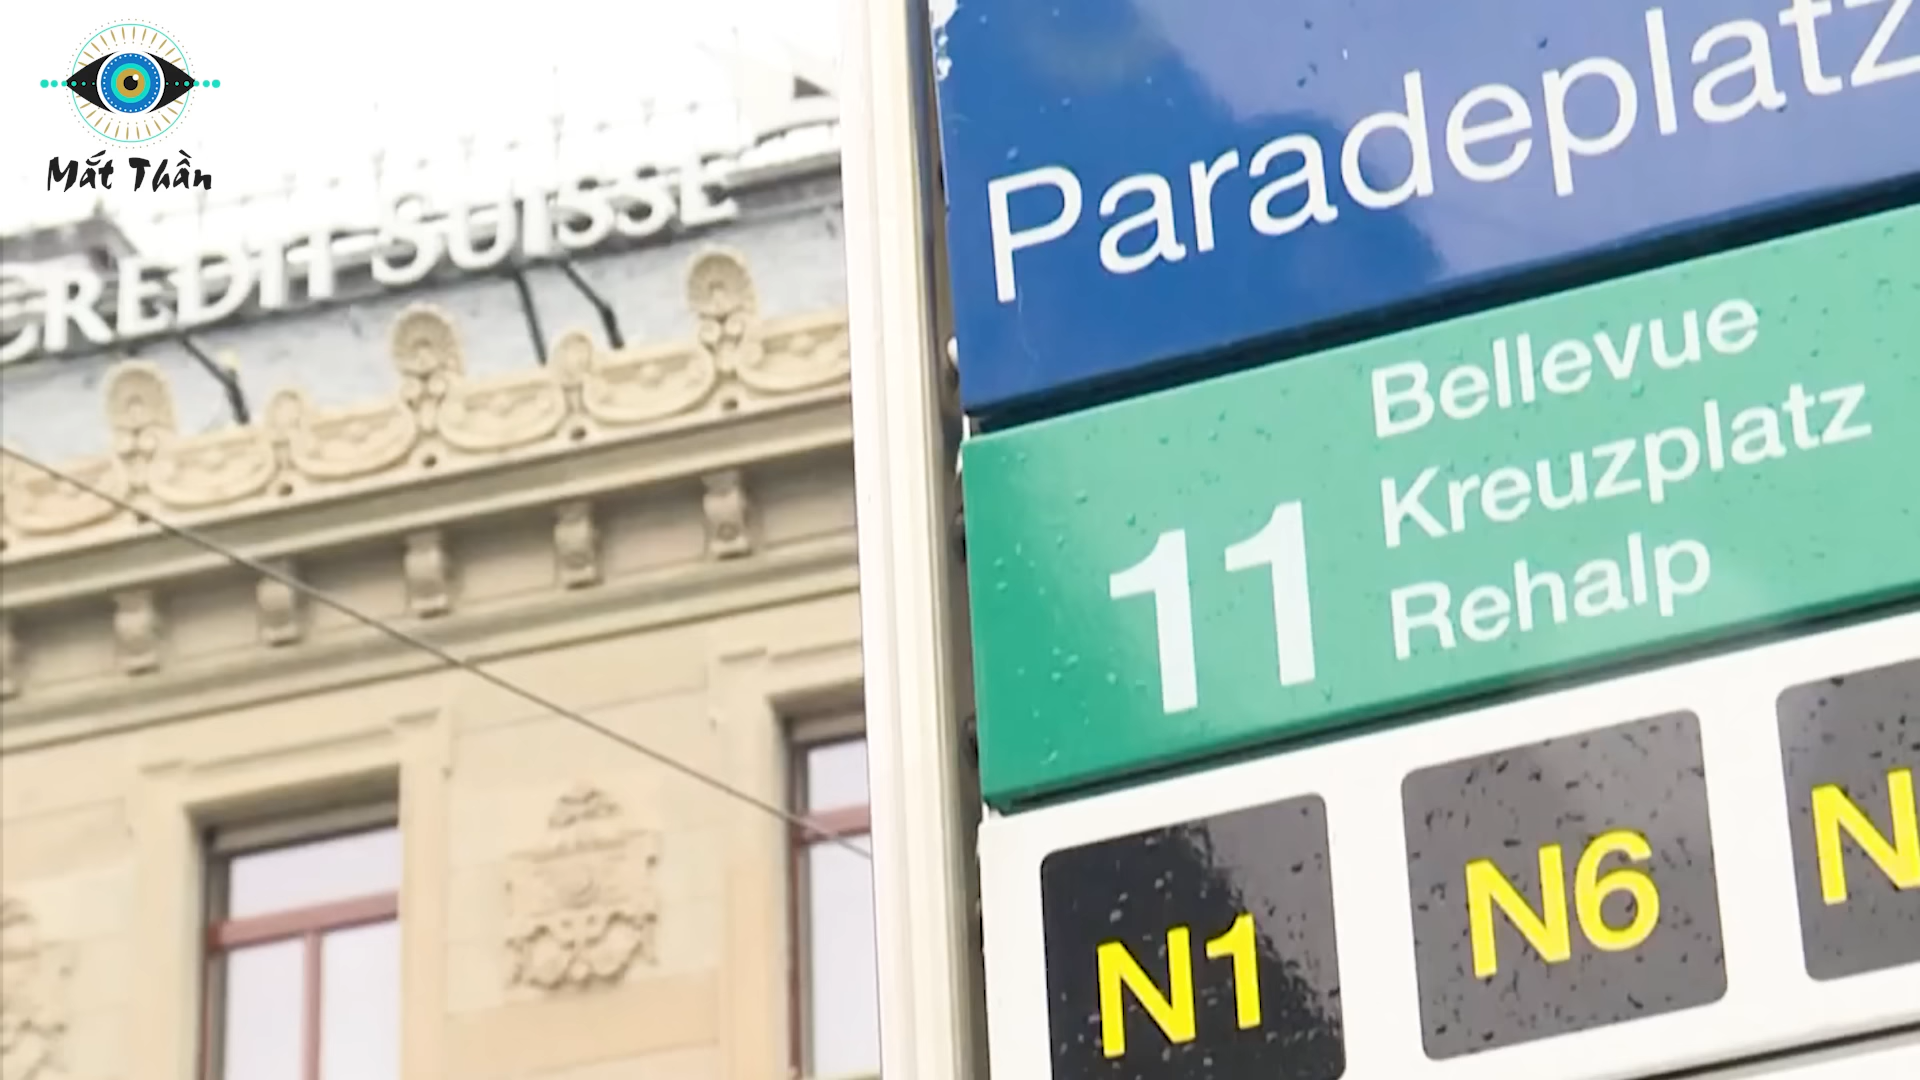 Mắt Thần
CREDIT SUISSE
Paradeplatz
11
Bellevue
Kreuzplatz
Rehalp
N1
N6
N